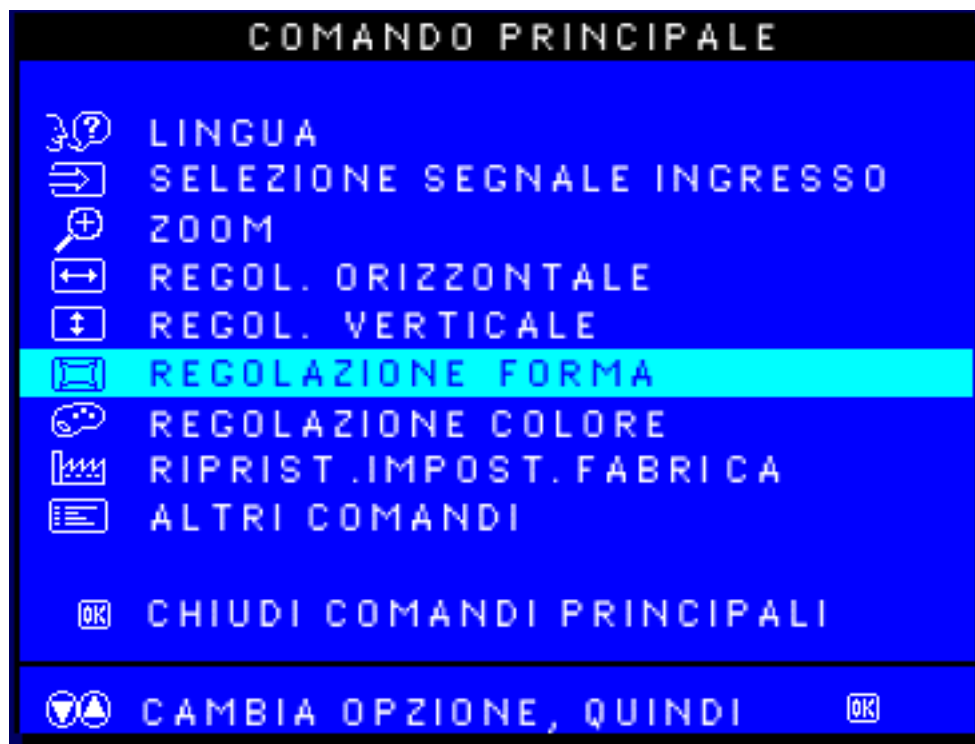 COMANDO PRINCIPALE
LINGUA
SELEZIONE SEGNALE INGRESSO
ZOOM
REGOL. ORIZZONTALE
REGOL. VERTICALE
REGOLAZIONE FORMA
REGOLAZIONE COLORE
RIPRIST.IMPOST.FABRICA
ALTRI COMANDI
OK CHIUDI COMANDI PRINCIPALI
CAMBIA OPZIONE, QUINDI OK